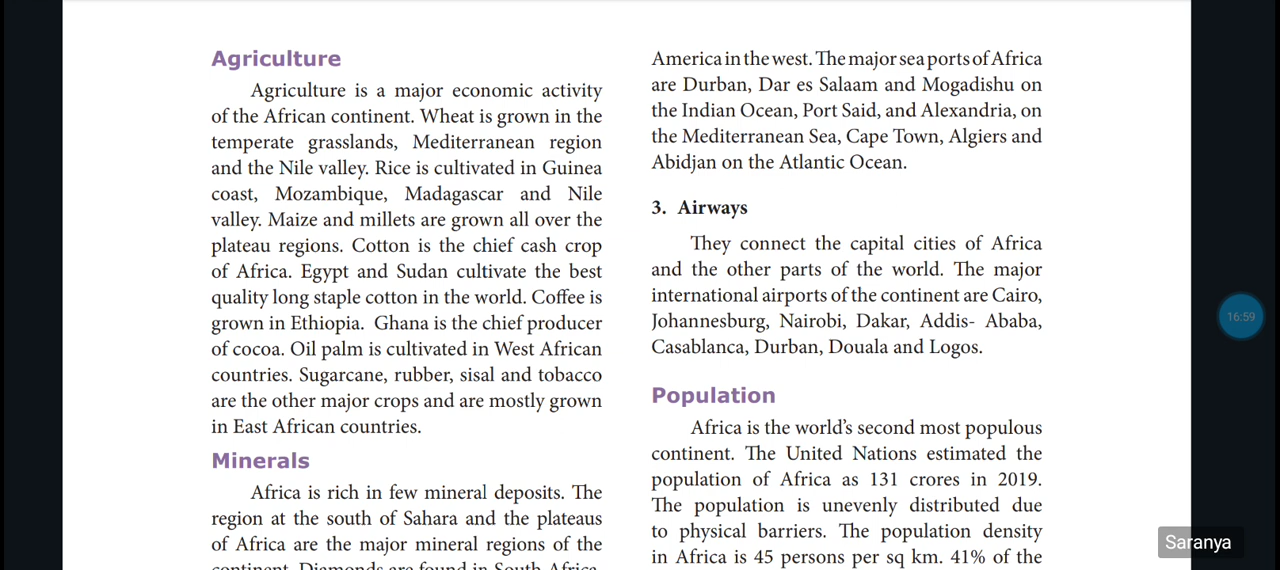 Agriculture
Agriculture is a major economic activity
of the African continent. Wheat is grown in the
temperate grasslands, Mediterranean region
and the Nile valley. Rice is cultivated in Guinea
coast, Mozambique, Madagascar and Nile
valley. Maize and millets are grown all over the
plateau regions. Cotton is the chief cash crop
of Africa. Egypt and Sudan cultivate the best
quality long staple cotton in the world. Coffee is
grown in Ethiopia. Ghana is the chief producer
of cocoa. Oil palm is cultivated in West African
countries. Sugarcane, rubber, sisal and tobacco
are the other major crops and are mostly grown
in East African countries.
Minerals
Africa is rich in few mineral deposits. The
region at the south of Sahara and the plateaus
of Africa are the major mineral regions of the
continent. Diamonds are found in South Africa,
America in the west. The major sea ports of Africa
are Durban, Dar es Salaam and Mogadishu on
the Indian Ocean, Port Said, and Alexandria, on
the Mediterranean Sea, Cape Town, Algiers and
Abidjan on the Atlantic Ocean.
3. Airways
They connect the capital cities of Africa
and the other parts of the world. The major
international airports of the continent are Cairo,
Johannesburg, Nairobi, Dakar, Addis- Ababa,
Casablanca, Durban, Douala and Logos.
Population
Africa is the world's second most populous
continent. The United Nations estimated the
population of Africa as 131 crores in 2019.
The population is unevenly distributed due
to physical barriers. The population density
in Africa is 45 persons per sq km. 41% of the
16:59
Saranya